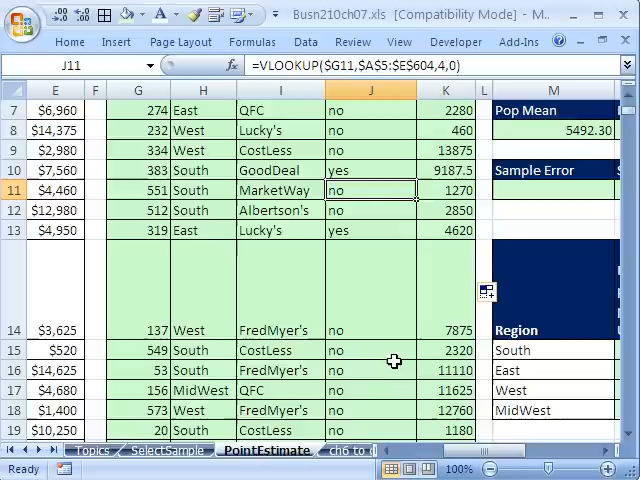 Busn210ch07.xls [Compatibility Mode] - M...
Home Insert Page Layout Formulas Data Review View Developer Add-Ins
J11 fx =VLOOKUP($G11,$A$5:$E$604,4,0)
E F G H I J K L M
7 $6,960 274 East QFC no 2280 Pop Mean
8 $14,375 232 West Lucky's no 460 5492.30
9 $2,980 334 West CostLess no 13875
10 $7,560 383 South GoodDeal yes 9187.5 Sample Error
11 $4,460 551 South MarketWay no 1270
12 $12,980 512 South Albertson's no 2850
13 $4,950 319 East Lucky's yes 4620
14 $3,625 137 West FredMyer's no 7875 Region
15 $520 549 South CostLess no 2320 South
16 $14,625 53 South FredMyer's no 11110 East
17 $4,680 156 MidWest QFC no 11625 West
18 $1,400 573 West FredMyer's no 12760 MidWest
19 $10,250 20 South CostLess no 1180
Topics SelectSample PointEstimate ch6 to c
Ready 100%